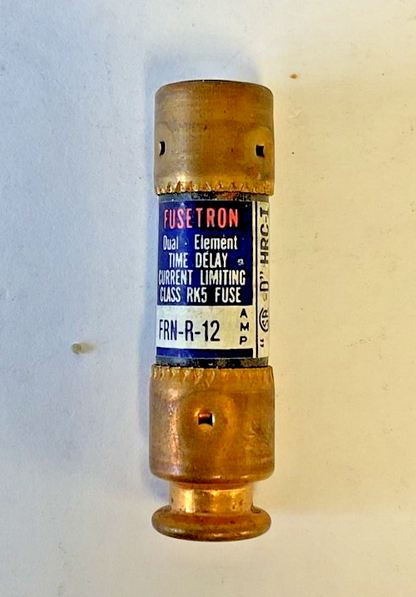 FUSETRON
Dual - Element
TIME DELAY
CURRENT LIMITING
CLASS RK5 FUSE
FRN-R-12
AMP
"D" HRC-I